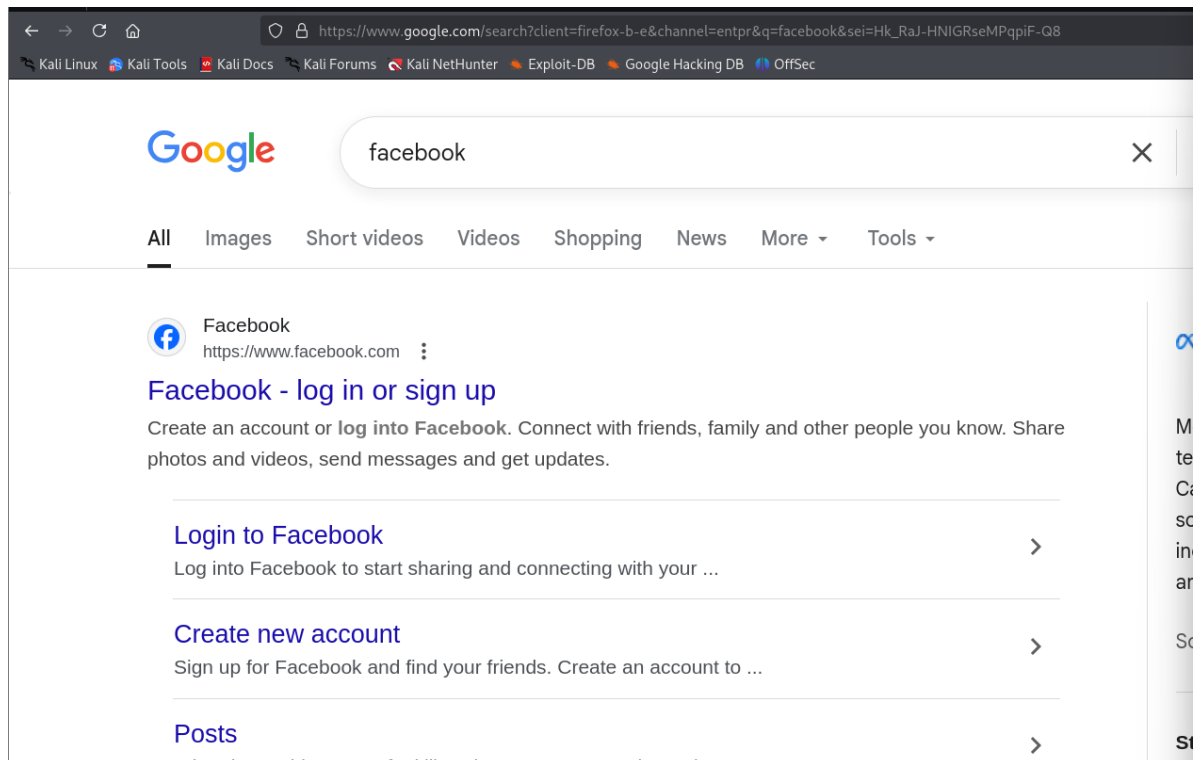 https://www.google.com/search?client=firefox-b-e&channel=entpr&q=facebook&sei=Hk_RaJ-HNIGRseMPqpiF-Q8
Kali Linux Kali Tools Kali Docs Kali Forums Kali NetHunter Exploit-DB Google Hacking DB OffSec
Google facebook
All Images Short videos Videos Shopping News More Tools
Facebook
https://www.facebook.com
Facebook - log in or sign up
Create an account or log into Facebook. Connect with friends, family and other people you know. Share
photos and videos, send messages and get updates.
Login to Facebook
Log into Facebook to start sharing and connecting with your ...
Create new account
Sign up for Facebook and find your friends. Create an account to ...
Posts